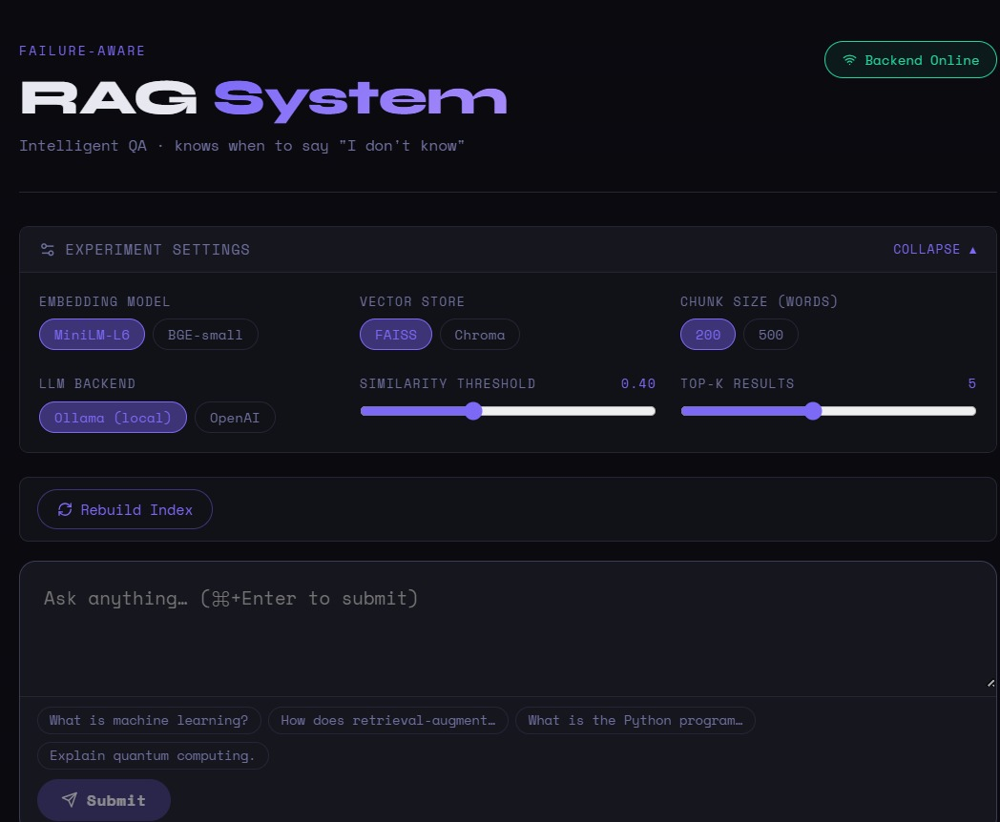 FAILURE-AWARE
Backend Online
RAG System
Intelligent QA · knows when to say "I don't know"
EXPERIMENT SETTINGS
COLLAPSE ▲
EMBEDDING MODEL
MiniLM-L6 BGE-small
VECTOR STORE
FAISS Chroma
CHUNK SIZE (WORDS)
200 500
LLM BACKEND
Ollama (local) OpenAI
SIMILARITY THRESHOLD 0.40
TOP-K RESULTS 5
Rebuild Index
Ask anything… (⌘+Enter to submit)
What is machine learning? How does retrieval-augment… What is the Python program…
Explain quantum computing.
Submit